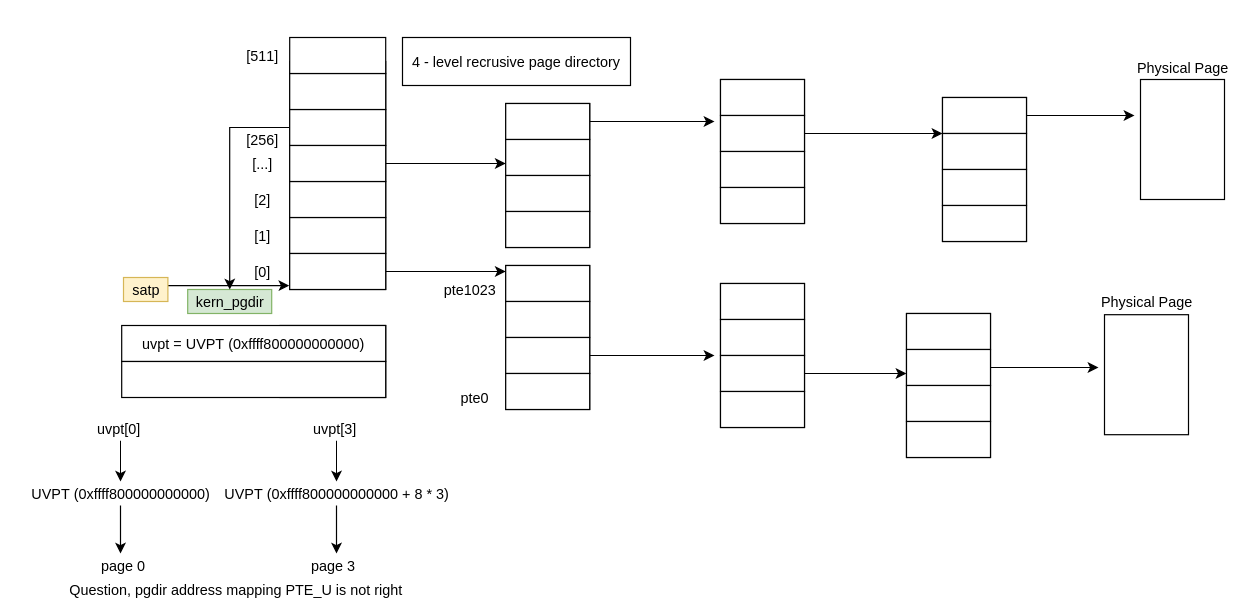 [511]
4 - level recrusive page directory
Physical Page
[256]
[...]
[2]
[1]
[0]
satp
kern_pgdir
pte1023
Physical Page
uvpt = UVPT (0xffff800000000000)
pte0
uvpt[0]
uvpt[3]
UVPT (0xffff800000000000)
UVPT (0xffff800000000000 + 8 * 3)
page 0
page 3
Question, pgdir address mapping PTE_U is not right